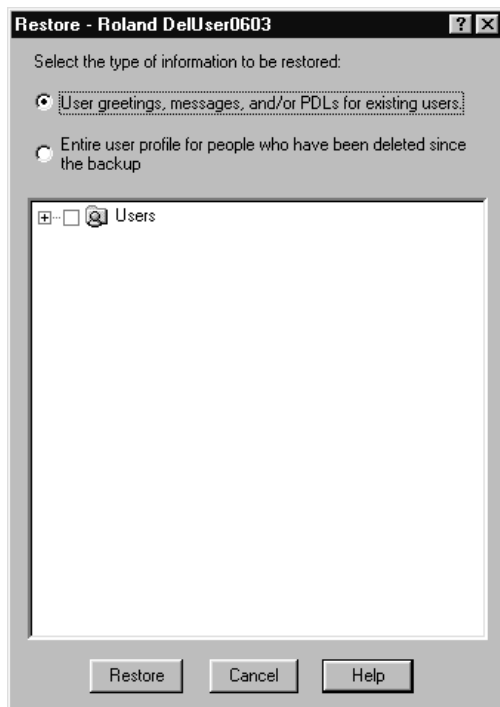 Restore - Roland DelUser0603
Select the type of information to be restored:
User greetings, messages, and/or PDLs for existing users.
Entire user profile for people who have been deleted since
the backup
Users
Restore
Cancel
Help